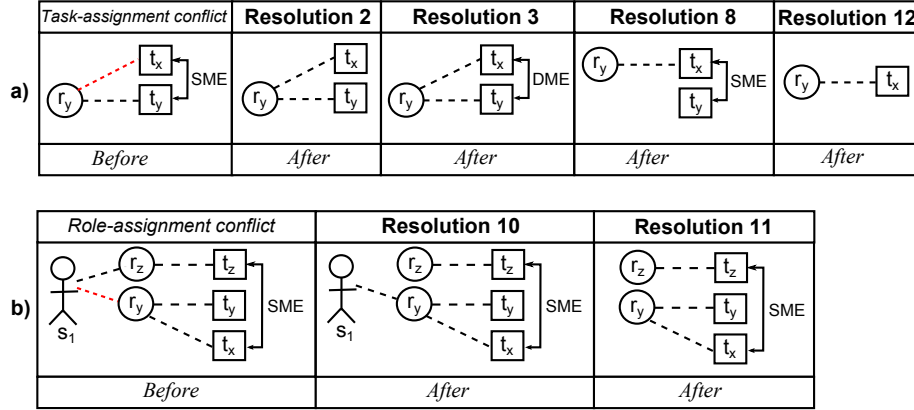 Task-assignment conflict Resolution 2 Resolution 3 Resolution 8 Resolution 12
a)
r_y t_x t_y SME
r_y t_x t_y
r_y t_x t_y DME
r_y t_x t_y SME
r_y t_x
Before After After After After
Role-assignment conflict Resolution 10 Resolution 11
b)
s_1 r_z r_y t_z t_y t_x SME
s_1 r_z r_y t_z t_y t_x SME
r_z r_y t_z t_y t_x SME
Before After After